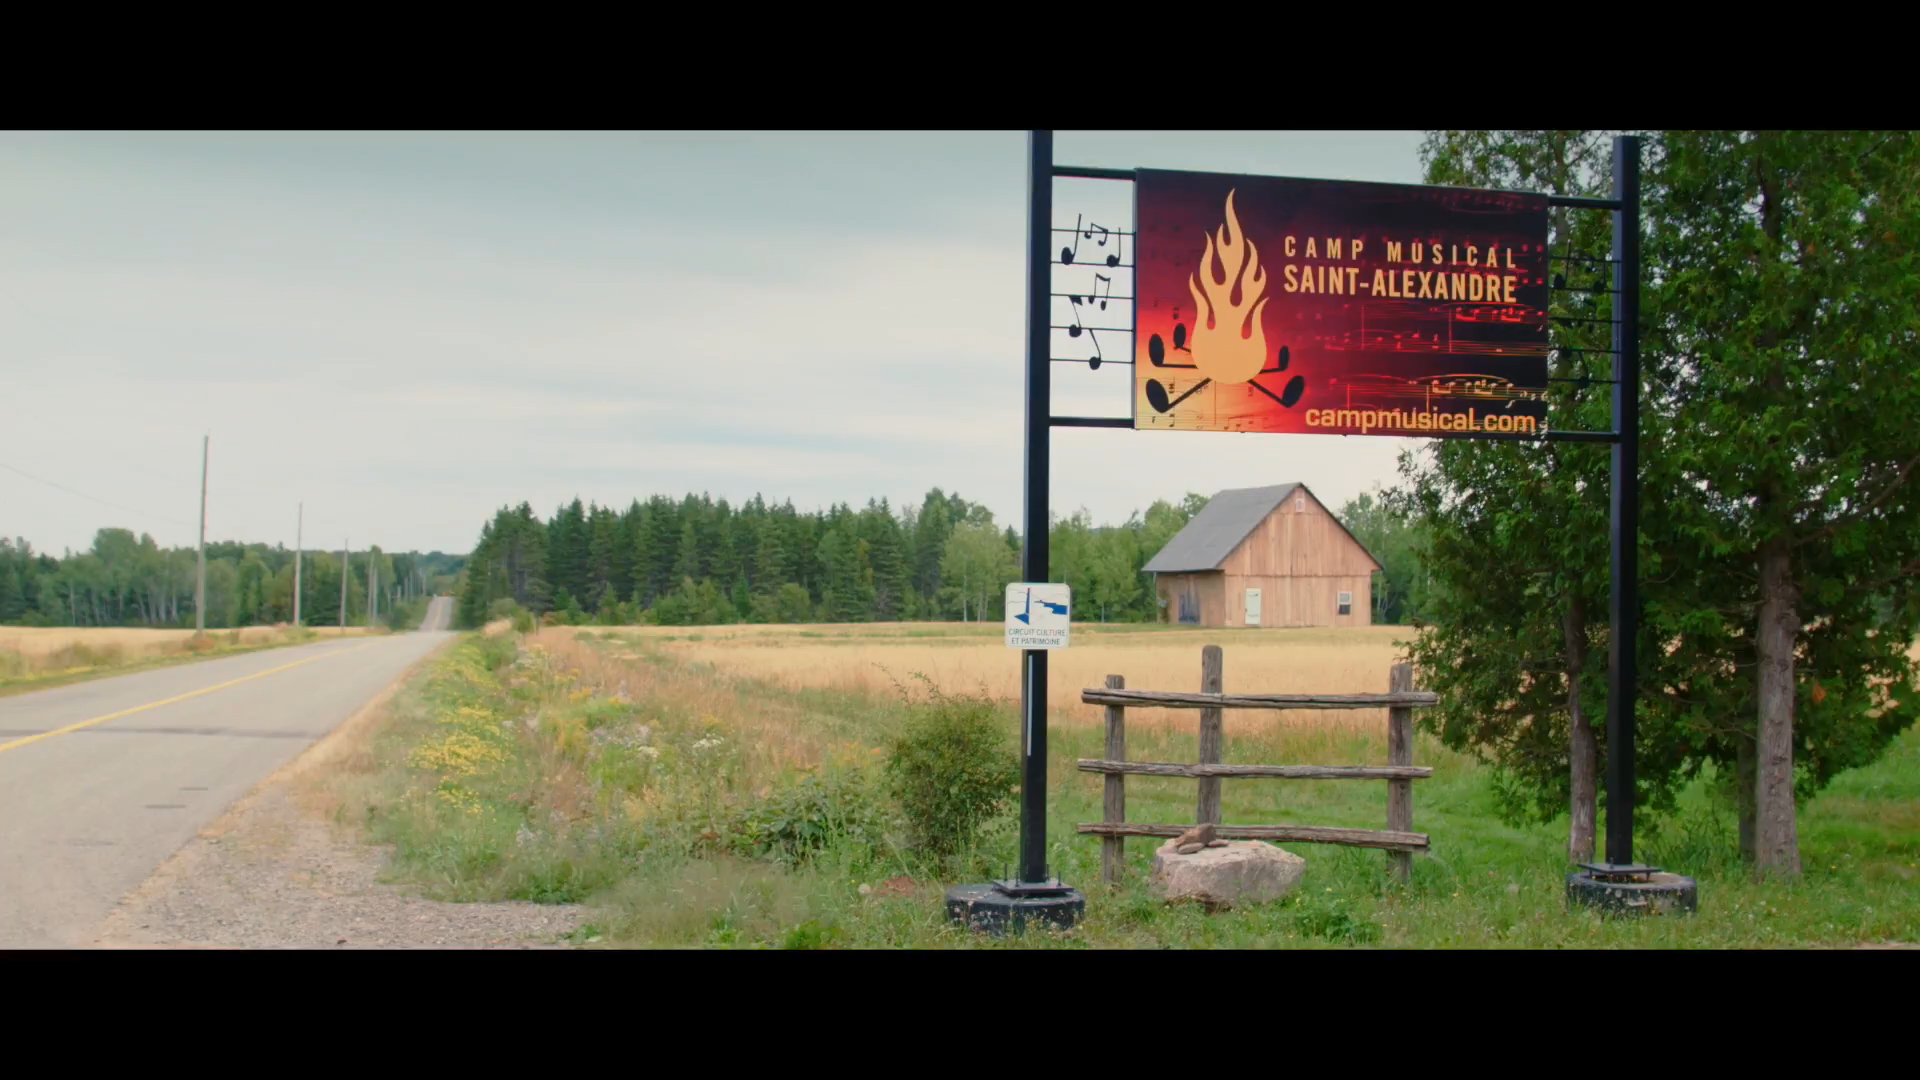 CAMP MUSICAL
SAINT-ALEXANDRE
campmusical.com
CIRCUIT CULTURE
ET PATRIMOINE